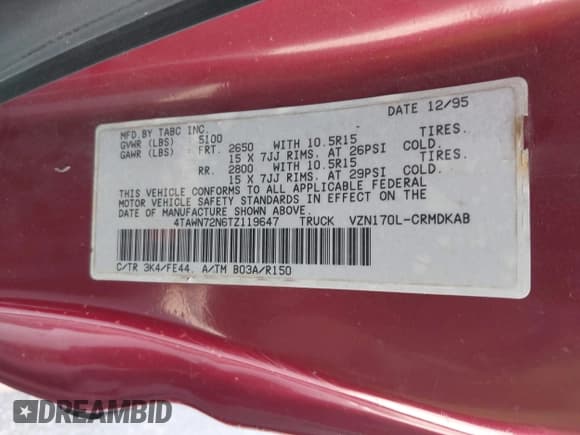 DATE 12/95
MFD.BY TABC INC.
GVWR (LBS) 5100
GAWR (LBS) FRT. 2650 WITH 10.5R15 TIRES.
15 X 7JJ RIMS. AT 26PSI COLD.
RR. 2800 WITH 10.5R15 TIRES.
15 X 7JJ RIMS. AT 29PSI COLD.
THIS VEHICLE CONFORMS TO ALL APPLICABLE FEDERAL
MOTOR VEHICLE SAFETY STANDARDS IN EFFECT ON THE
DATE OF MANUFACTURE SHOWN ABOVE.
4TAWN72N6TZ119647 TRUCK VZN170L-CRMDKAB
C/TR 3K4/FE44. A/TM B03A/R150
DREAMBID